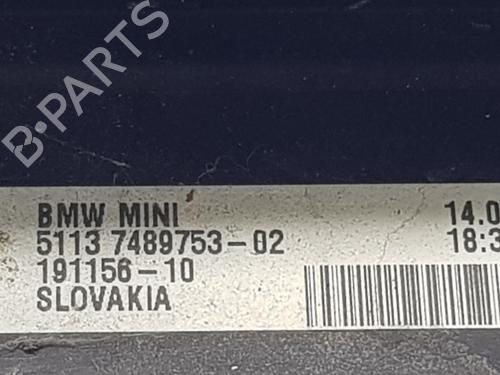 B-PARTS
BMW MINI
5113 7489753-02
191156-10
SLOVAKIA
14.0
18:3